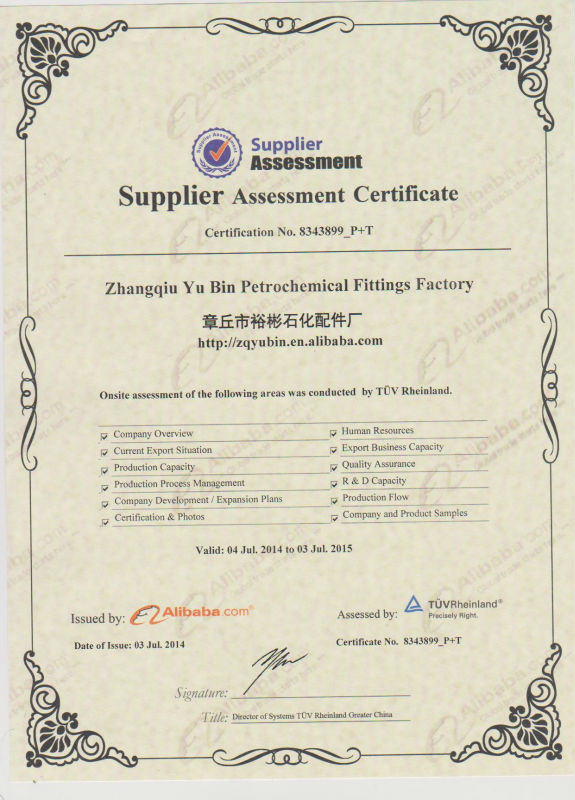 Supplier Assessment
Supplier
Assessment
Supplier Assessment Certificate
Certification No. 8343899_P+T
Zhangqiu Yu Bin Petrochemical Fittings Factory
章丘市裕彬石化配件厂
http://zqyubin.en.alibaba.com
Onsite assessment of the following areas was conducted by TÜV Rheinland.
Company Overview
Human Resources
Current Export Situation
Export Business Capacity
Production Capacity
Quality Assurance
Production Process Management
R & D Capacity
Company Development / Expansion Plans
Production Flow
Certification & Photos
Company and Product Samples
Valid: 04 Jul. 2014 to 03 Jul. 2015
Issued by: Alibaba.com®
Assessed by: TÜVRheinland®
Precisely Right.
Date of Issue: 03 Jul. 2014
Certificate No. 8343899_P+T
Signature:
Title: Director of Systems TÜV Rheinland Greater China